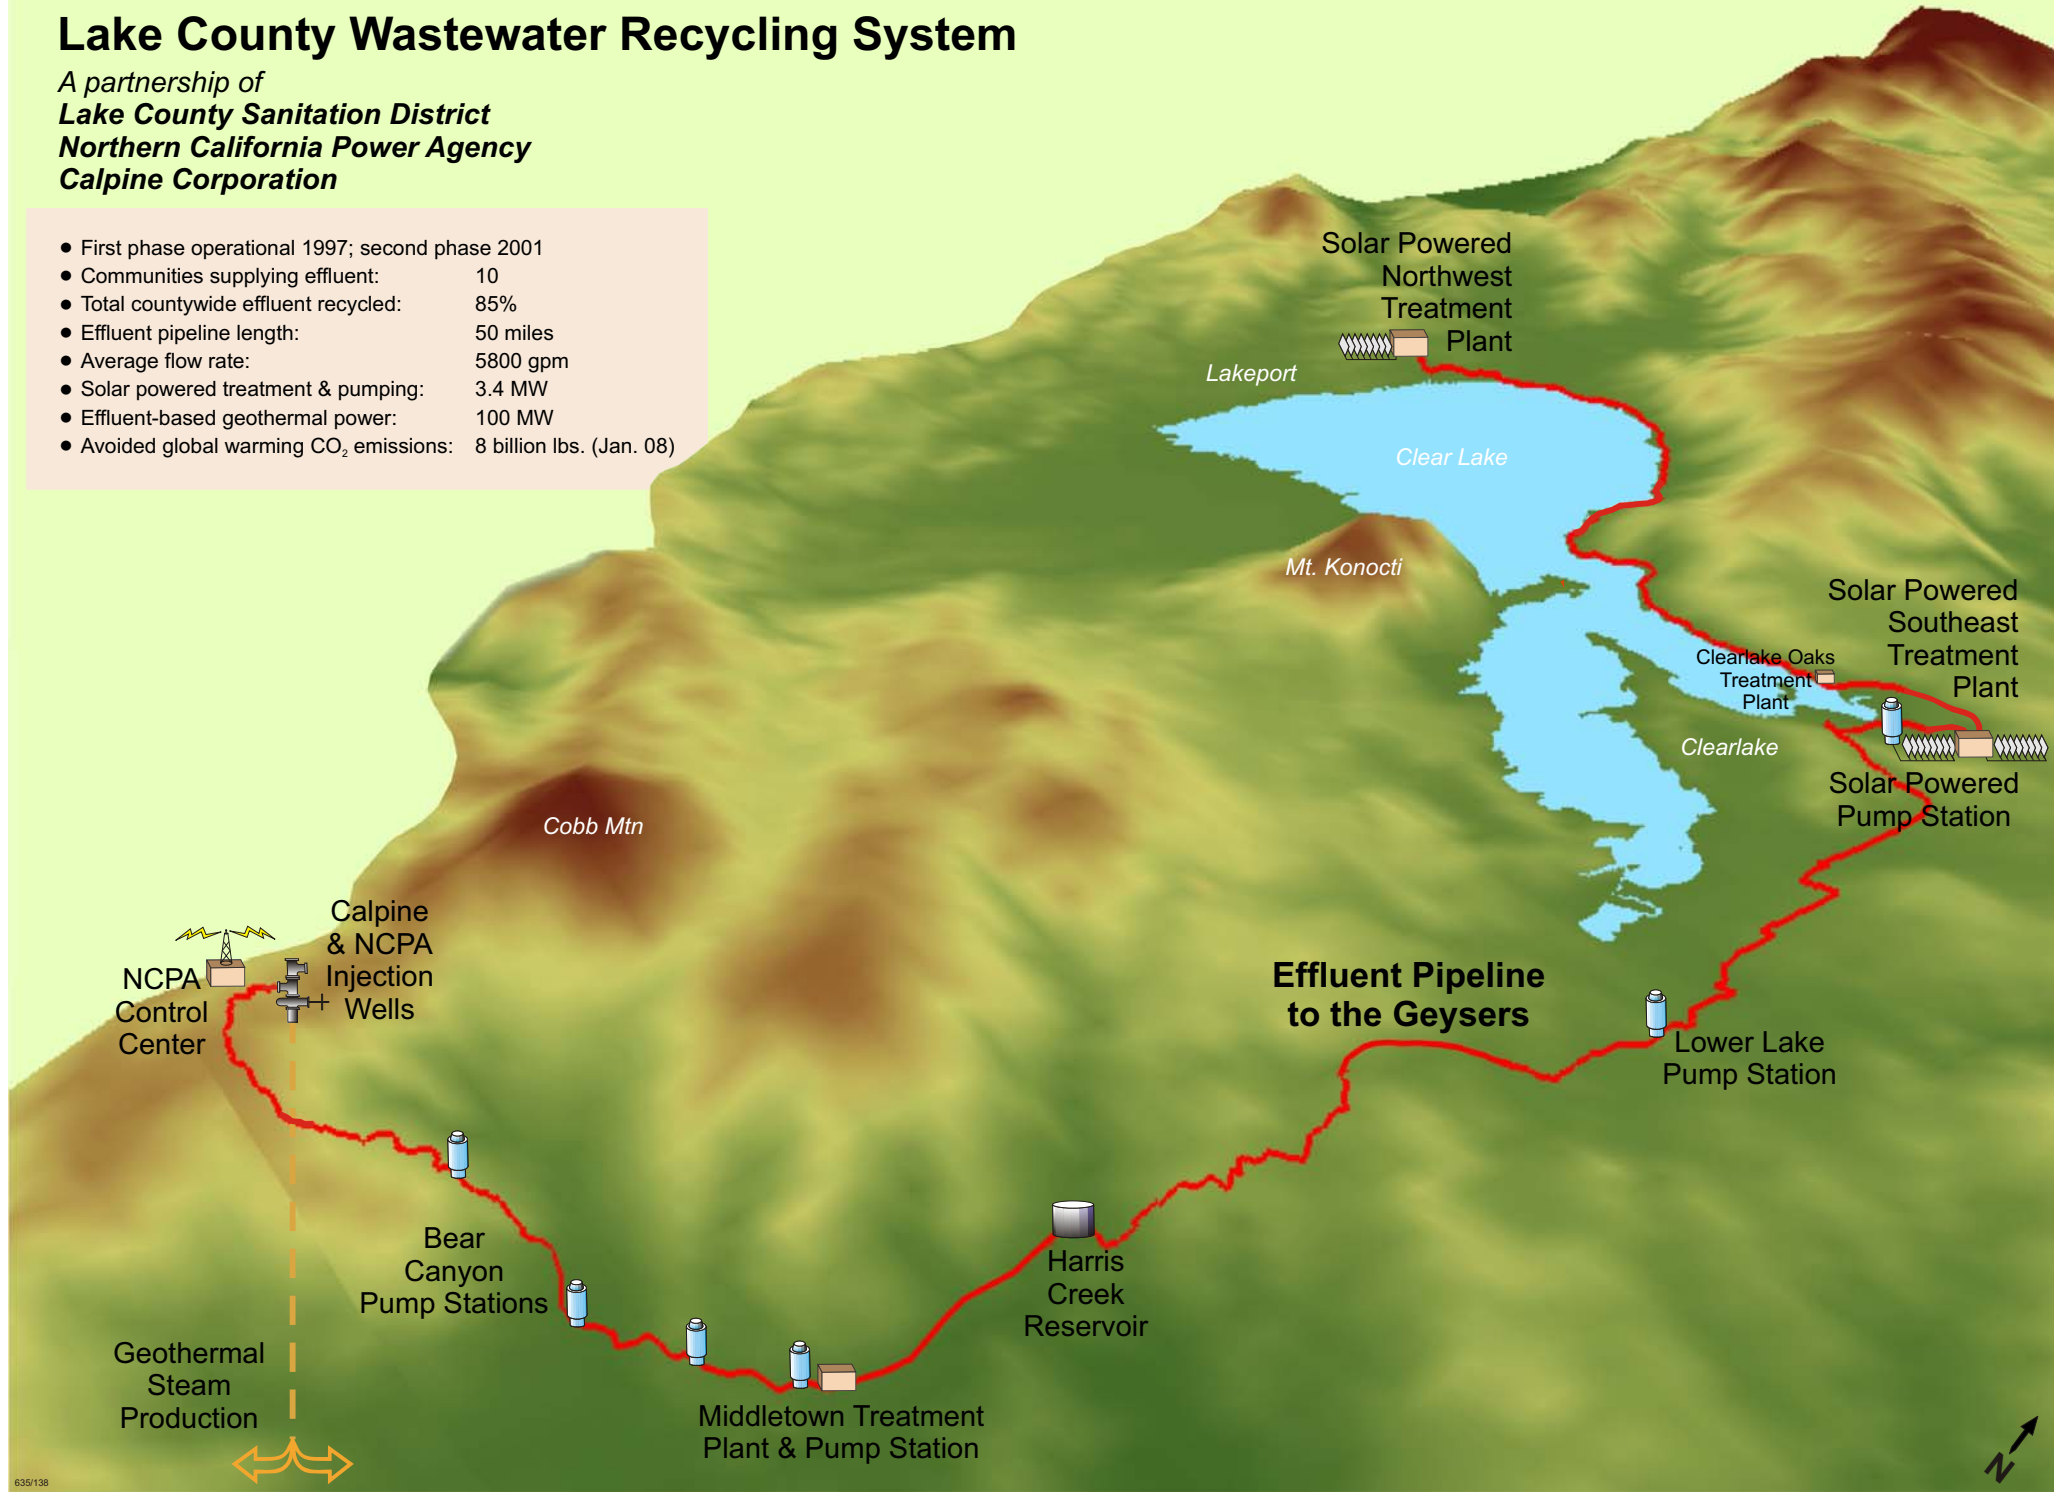 Lake County Wastewater Recycling System
A partnership of
Lake County Sanitation District
Northern California Power Agency
Calpine Corporation
● First phase operational 1997; second phase 2001
● Communities supplying effluent: 10
● Total countywide effluent recycled: 85%
● Effluent pipeline length: 50 miles
● Average flow rate: 5800 gpm
● Solar powered treatment & pumping: 3.4 MW
● Effluent-based geothermal power: 100 MW
● Avoided global warming CO₂ emissions: 8 billion lbs. (Jan. 08)
Solar Powered
Northwest
Treatment
Plant
Lakeport
Clear Lake
Mt. Konocti
Solar Powered
Southeast
Treatment
Plant
Clearlake Oaks
Treatment
Plant
Clearlake
Solar Powered
Pump Station
Cobb Mtn
Calpine
& NCPA
Injection
Wells
NCPA
Control
Center
Effluent Pipeline
to the Geysers
Lower Lake
Pump Station
Bear
Canyon
Pump Stations
Harris
Creek
Reservoir
Geothermal
Steam
Production
Middletown Treatment
Plant & Pump Station
N
635/138